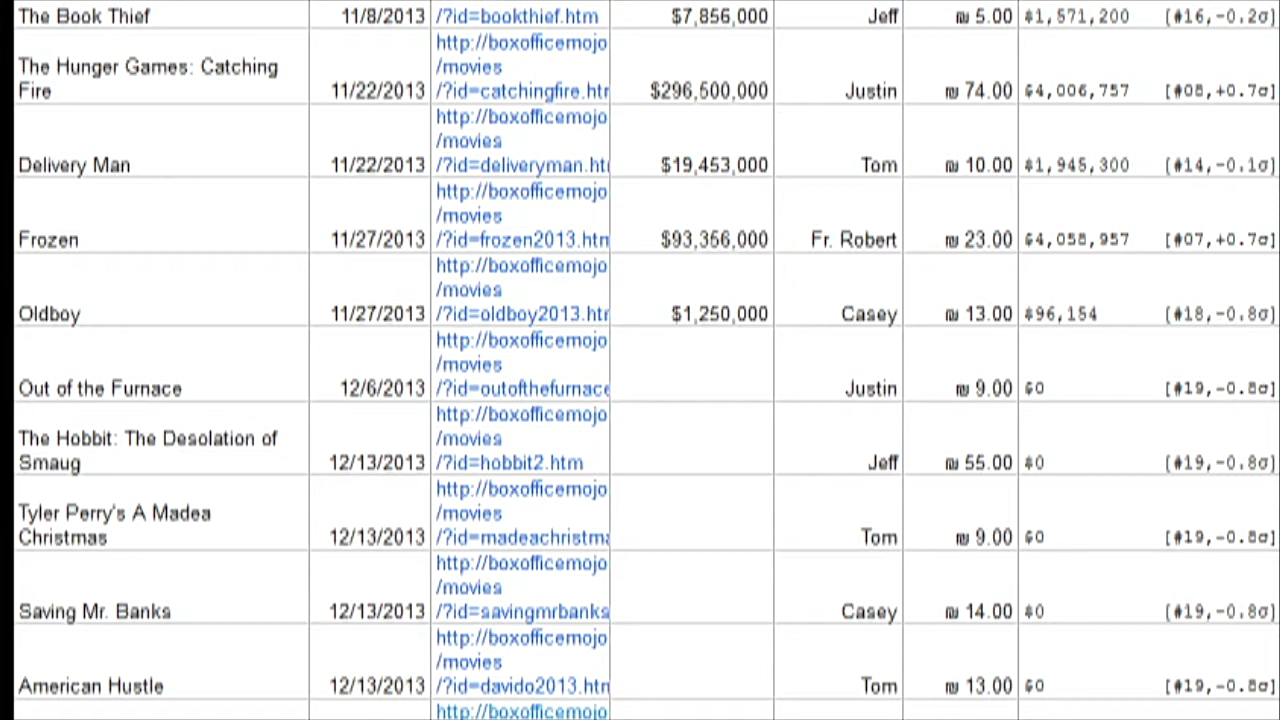 The Book Thief 11/8/2013 /?id=bookthief.htm $7,856,000 Jeff ₪ 5.00 $1,571,200 [#16,-0.2σ]
http://boxofficemojo
The Hunger Games: Catching /movies
Fire 11/22/2013 /?id=catchingfire.htm $296,500,000 Justin ₪ 74.00 $4,006,757 [#08,+0.7σ]
http://boxofficemojo
/movies
Delivery Man 11/22/2013 /?id=deliveryman.ht $19,453,000 Tom ₪ 10.00 $1,945,300 [#14,-0.1σ]
http://boxofficemojo
/movies
Frozen 11/27/2013 /?id=frozen2013.htm $93,356,000 Fr. Robert ₪ 23.00 $4,058,957 [#07,+0.7σ]
http://boxofficemojo
/movies
Oldboy 11/27/2013 /?id=oldboy2013.htm $1,250,000 Casey ₪ 13.00 $96,154 [#18,-0.8σ]
http://boxofficemojo
/movies
Out of the Furnace 12/6/2013 /?id=outofthefurnace Justin ₪ 9.00 $0 [#19,-0.8σ]
http://boxofficemojo
The Hobbit: The Desolation of /movies
Smaug 12/13/2013 /?id=hobbit2.htm Jeff ₪ 55.00 $0 [#19,-0.8σ]
http://boxofficemojo
Tyler Perry's A Madea /movies
Christmas 12/13/2013 /?id=madeachristma Tom ₪ 9.00 $0 [#19,-0.8σ]
http://boxofficemojo
/movies
Saving Mr. Banks 12/13/2013 /?id=savingmrbanks Casey ₪ 14.00 $0 [#19,-0.8σ]
http://boxofficemojo
/movies
American Hustle 12/13/2013 /?id=davido2013.htm Tom ₪ 13.00 $0 [#19,-0.8σ]
http://boxofficemojo